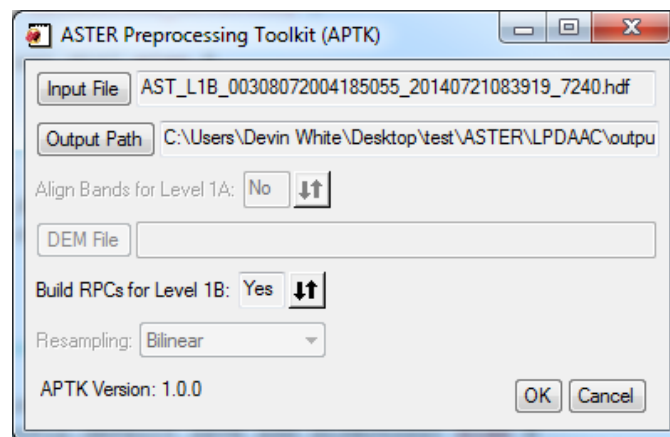 ASTER Preprocessing Toolkit (APTK)
Input File AST_L1B_00308072004185055_20140721083919_7240.hdf
Output Path C:\Users\Devin White\Desktop\test\ASTER\LPDAAC\outpu
Align Bands for Level 1A: No
DEM File
Build RPCs for Level 1B: Yes
Resampling: Bilinear
APTK Version: 1.0.0 OK Cancel